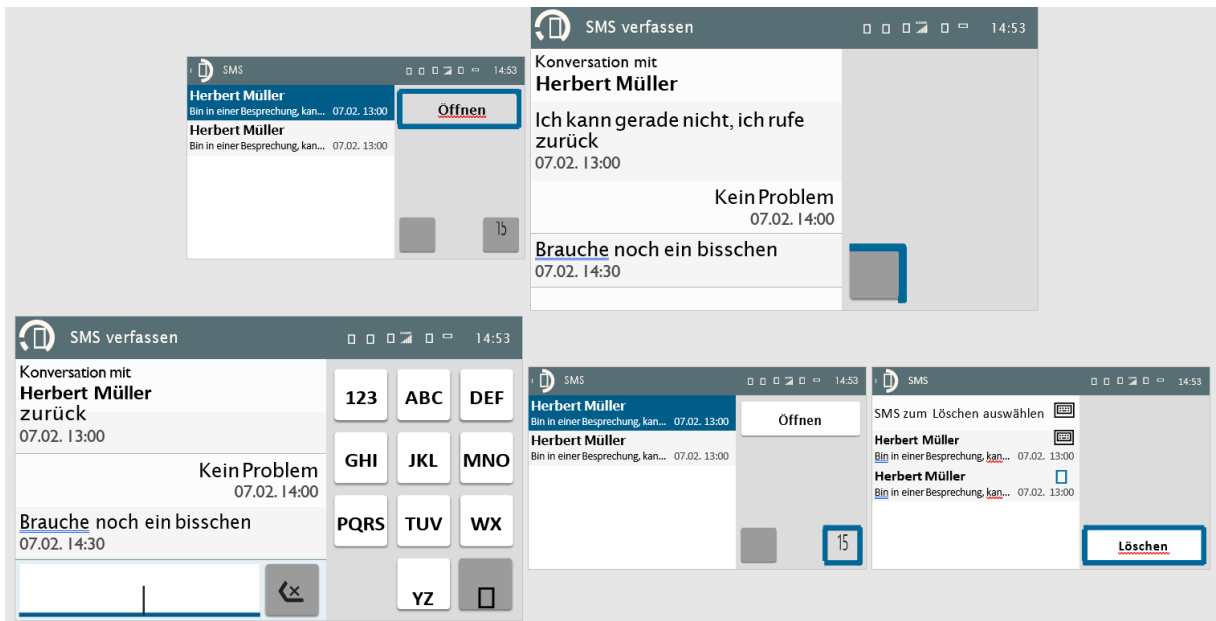 SMS 14:53
Herbert Müller
Bin in einer Besprechung, kan... 07.02. 13:00
Herbert Müller
Bin in einer Besprechung, kan... 07.02. 13:00
Öffnen
SMS verfassen 14:53
Konversation mit
Herbert Müller
Ich kann gerade nicht, ich rufe
zurück
07.02. 13:00
Kein Problem
07.02. 14:00
Brauche noch ein bisschen
07.02. 14:30
SMS verfassen 14:53
Konversation mit
Herbert Müller
zurück
07.02. 13:00
Kein Problem
07.02. 14:00
Brauche noch ein bisschen
07.02. 14:30
123 ABC DEF
GHI JKL MNO
PQRS TUV WX
YZ
SMS 14:53
Herbert Müller
Bin in einer Besprechung, kan... 07.02. 13:00
Herbert Müller
Bin in einer Besprechung, kan... 07.02. 13:00
Öffnen
15
SMS 14:53
SMS zum Löschen auswählen
Herbert Müller
Bin in einer Besprechung, kan... 07.02. 13:00
Herbert Müller
Bin in einer Besprechung, kan... 07.02. 13:00
Löschen